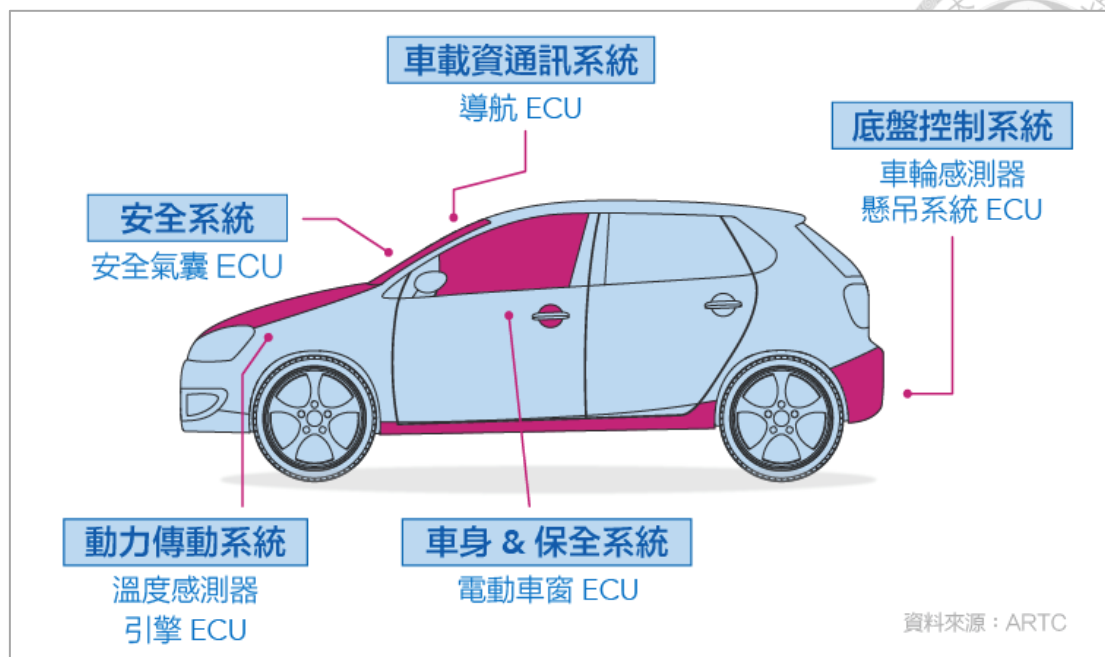 車載資通訊系統
導航 ECU
底盤控制系統
車輪感測器
懸吊系統 ECU
安全系統
安全氣囊 ECU
動力傳動系統
溫度感測器
引擎 ECU
車身 & 保全系統
電動車窗 ECU
資料來源：ARTC